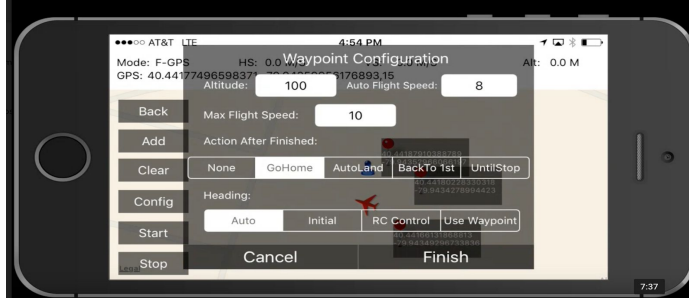 AT&T LTE 4:54 PM
Mode: F-GPS HS: 0.0 M/S Alt: 0.0 M
Waypoint Configuration
GPS: 40.44177496598371
Altitude: 100 Auto Flight Speed: 8
Back
Max Flight Speed: 10
Add
Action After Finished:
Clear
None GoHome AutoLand BackTo 1st UntilStop
Config
Heading:
Auto Initial RC Control Use Waypoint
Start
Stop
Cancel Finish
Legal
7:37